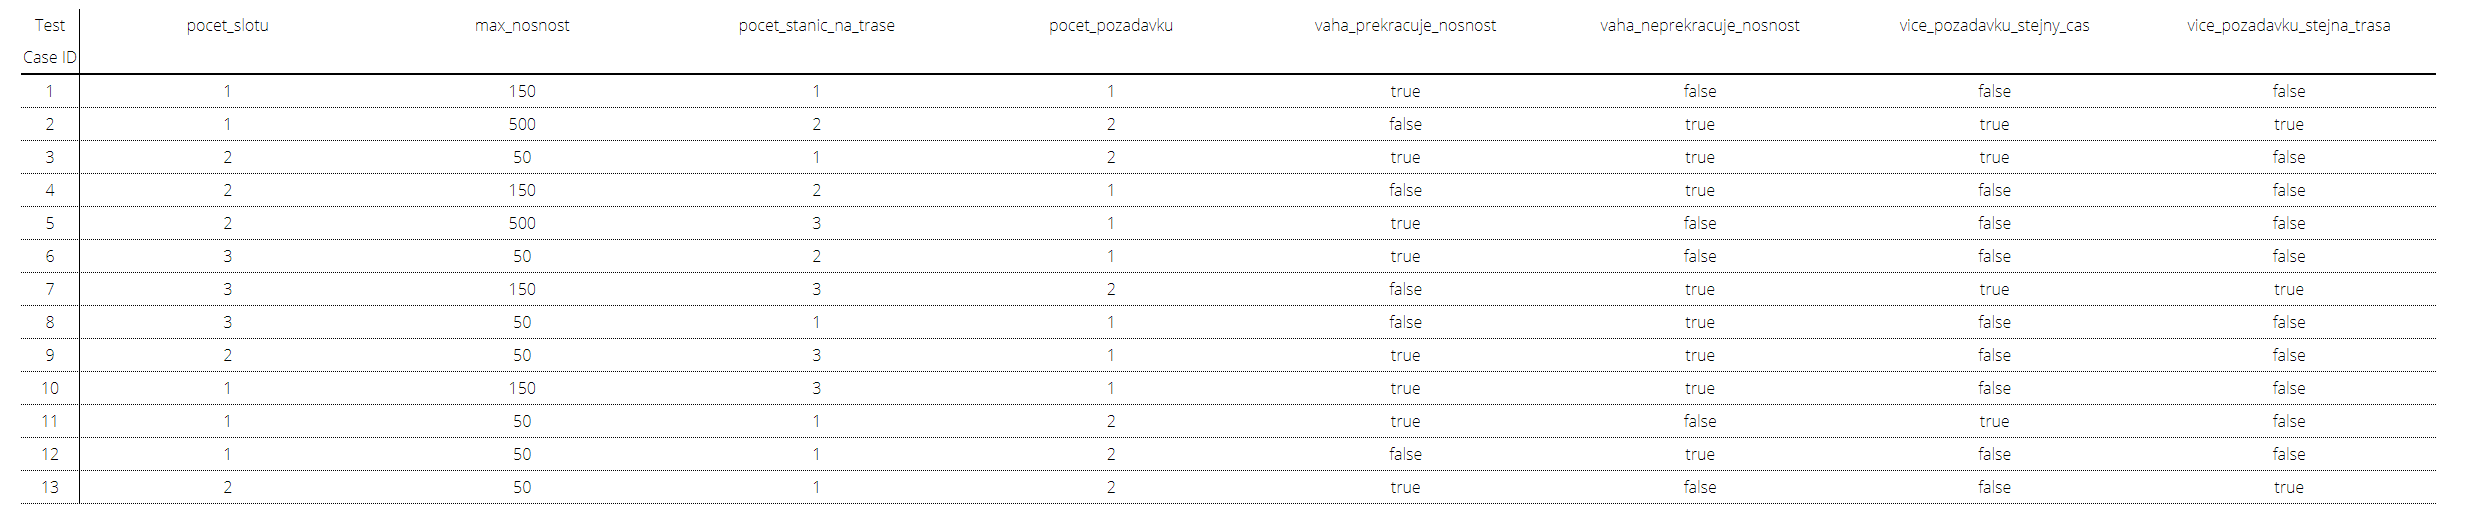 Test Case ID pocet_slotu max_nosnost pocet_stanic_na_trase pocet_pozadavku vaha_prekracuje_nosnost vaha_neprekracuje_nosnost vice_pozadavku_stejny_cas vice_pozadavku_stejna_trasa
1 1 150 1 1 true false false false
2 1 500 2 2 false true true true
3 2 50 1 2 true true true false
4 2 150 2 1 false true false false
5 2 500 3 1 true false false false
6 3 50 2 1 true false false false
7 3 150 3 2 false true true true
8 3 50 1 1 false true false false
9 2 50 3 1 true true false false
10 1 150 3 1 true true false false
11 1 50 1 2 true false true false
12 1 50 1 2 false true false false
13 2 50 1 2 true false false true